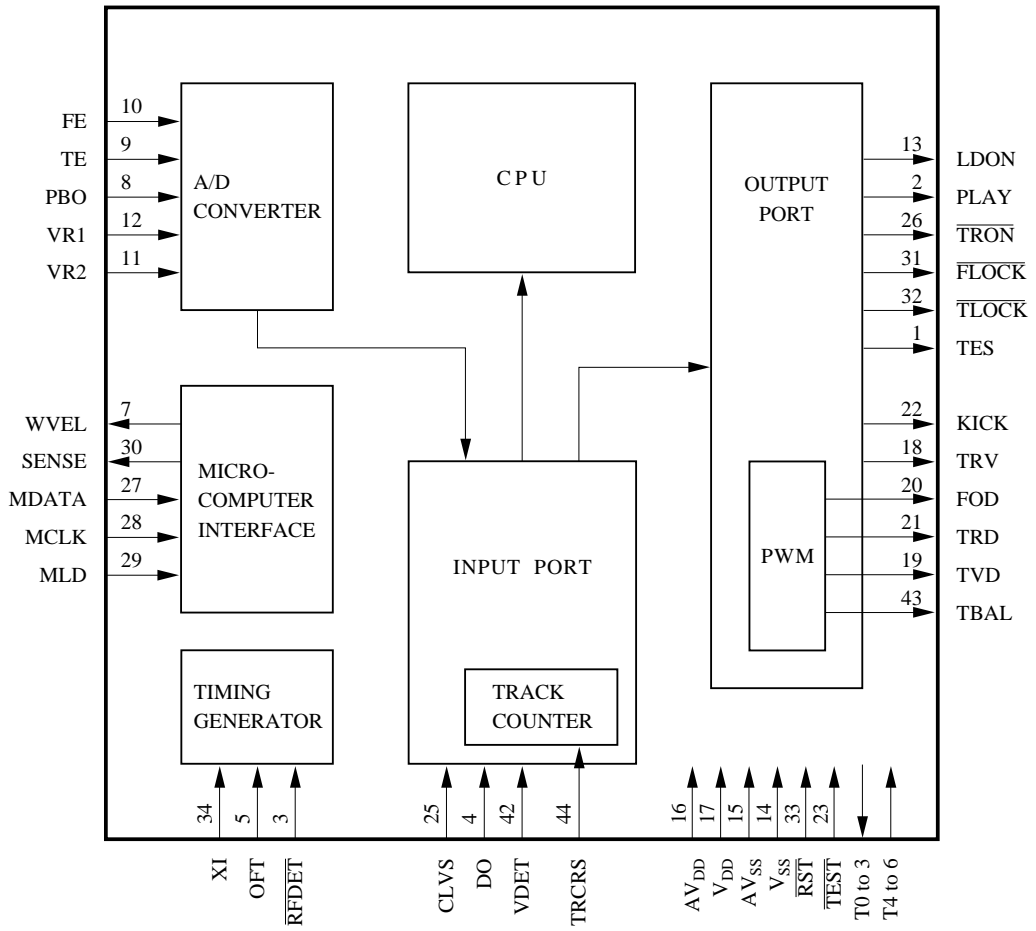 10
FE
9
TE
8
PBO
12
VR1
11
VR2
A/D
CONVERTER
CPU
OUTPUT
PORT
13
LDON
2
PLAY
26
TRON
31
FLOCK
32
TLOCK
1
TES
7
WVEL
30
SENSE
27
MDATA
28
MCLK
29
MLD
MICRO-
COMPUTER
INTERFACE
INPUT PORT
22
KICK
18
TRV
20
FOD
21
TRD
19
TVD
43
TBAL
PWM
TIMING
GENERATOR
TRACK
COUNTER
34
5
3
25
4
42
44
16
17
15
14
33
23
XI
OFT
RFDET
CLVS
DO
VDET
TRCRS
AVDD
VDD
AVSS
VSS
RST
TEST
T0 to 3
T4 to 6